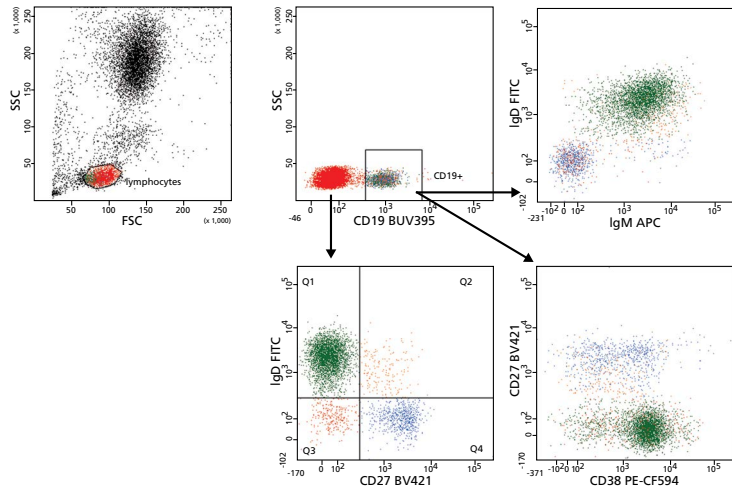 (x 1,000)
250
200
150
100
50
SSC
lymphocytes
50 100 150 200 250
(x 1,000)
FSC
(x 1,000)
250
200
150
100
50
SSC
CD19+
-46 0 10² 10³ 10⁴ 10⁵
CD19 BUV395
10⁵
10⁴
10³
10²
0
-102
IgD FITC
-231 -10² 0 10² 10³ 10⁴ 10⁵
IgM APC
Q1 Q2
10⁵
10⁴
10³
10²
0
-102
IgD FITC
Q3 Q4
-170 0 10² 10³ 10⁴ 10⁵
CD27 BV421
10⁵
10⁴
10³
10²
0
-170
CD27 BV421
-371 -10² 0 10² 10³ 10⁴ 10⁵
CD38 PE-CF594